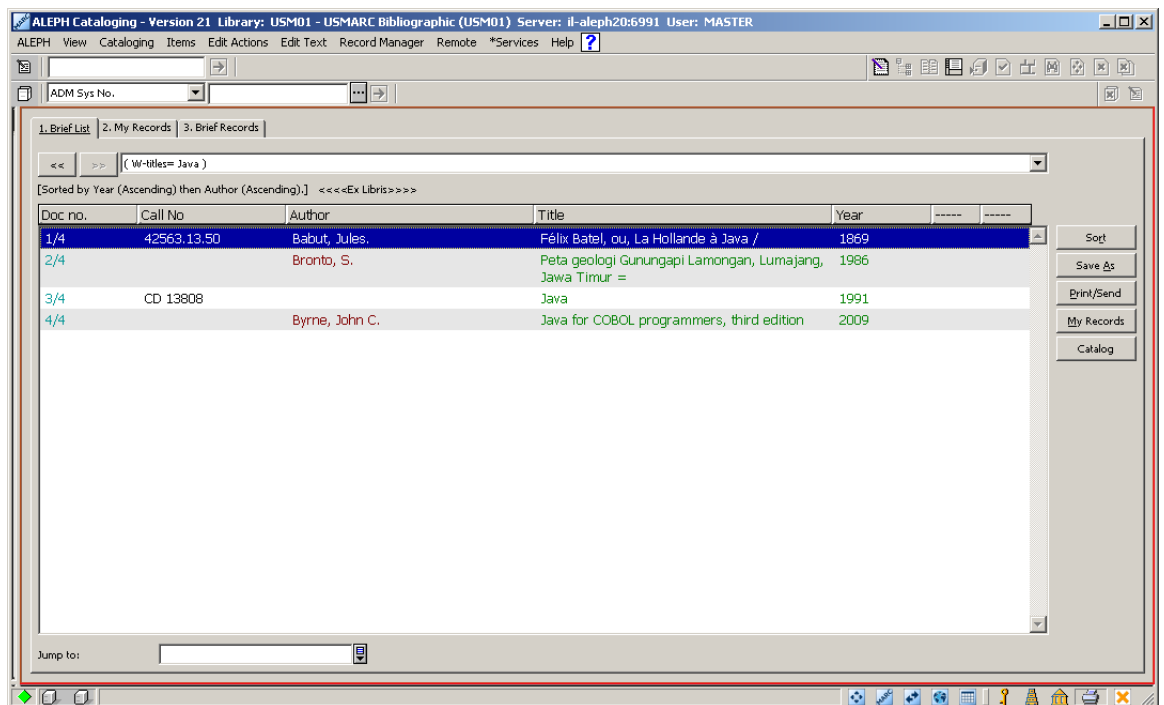 ALEPH Cataloging - Version 21 Library: USM01 - USMARC Bibliographic (USM01) Server: il-aleph20:6991 User: MASTER
ALEPH View Cataloging Items Edit Actions Edit Text Record Manager Remote *Services Help ?
ADM Sys No.
1. Brief List 2. My Records 3. Brief Records
<< >> ( W-titles= Java )
[Sorted by Year (Ascending) then Author (Ascending).] <<<<Ex Libris>>>>
Doc no. Call No Author Title Year ----- -----
1/4 42563.13.50 Babut, Jules. Félix Batel, ou, La Hollande à Java / 1869
2/4 Bronto, S. Peta geologi Gunungapi Lamongan, Lumajang, 1986
Jawa Timur =
3/4 CD 13808 Java 1991
4/4 Byrne, John C. Java for COBOL programmers, third edition 2009
Sort
Save As
Print/Send
My Records
Catalog
Jump to: